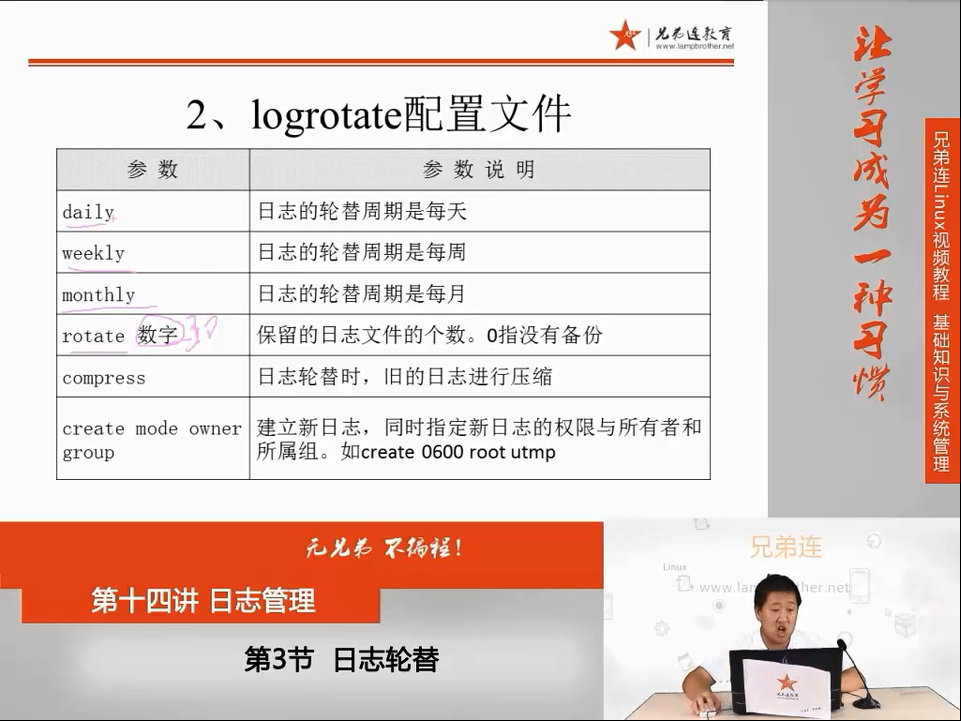 兄弟连教育
www.lampbrother.net
2、logrotate配置文件
参 数 参 数 说 明
daily 日志的轮替周期是每天
weekly 日志的轮替周期是每周
monthly 日志的轮替周期是每月
rotate 数字 30 保留的日志文件的个数。0指没有备份
compress 日志轮替时，旧的日志进行压缩
create mode owner group 建立新日志，同时指定新日志的权限与所有者和
所属组。如create 0600 root utmp
让学习成为一种习惯
兄弟连Linux视频教程 基础知识与系统管理
无兄弟 不编程！
第十四讲 日志管理
第3节 日志轮替
兄弟连
Linux
兄弟连教育